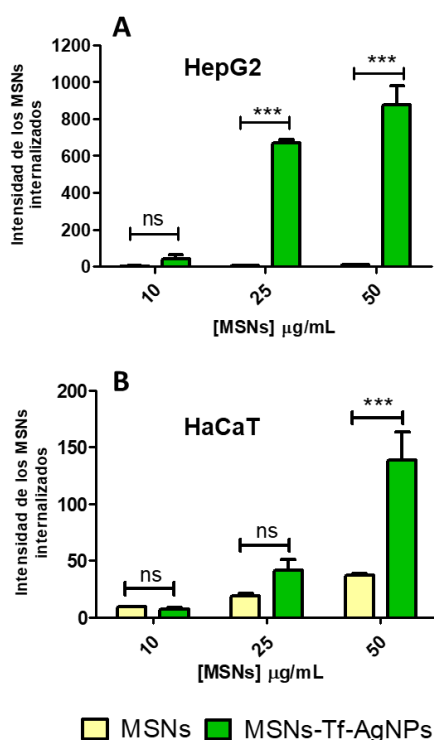 A
HepG2
Intensidad de los MSNs
internalizados
1200
1000
800
600
400
200
0
ns
***
***
10
25
50
[MSNs] µg/mL
B
HaCaT
Intensidad de los MSNs
internalizados
200
150
100
50
0
ns
ns
***
10
25
50
[MSNs] µg/mL
MSNs
MSNs-Tf-AgNPs